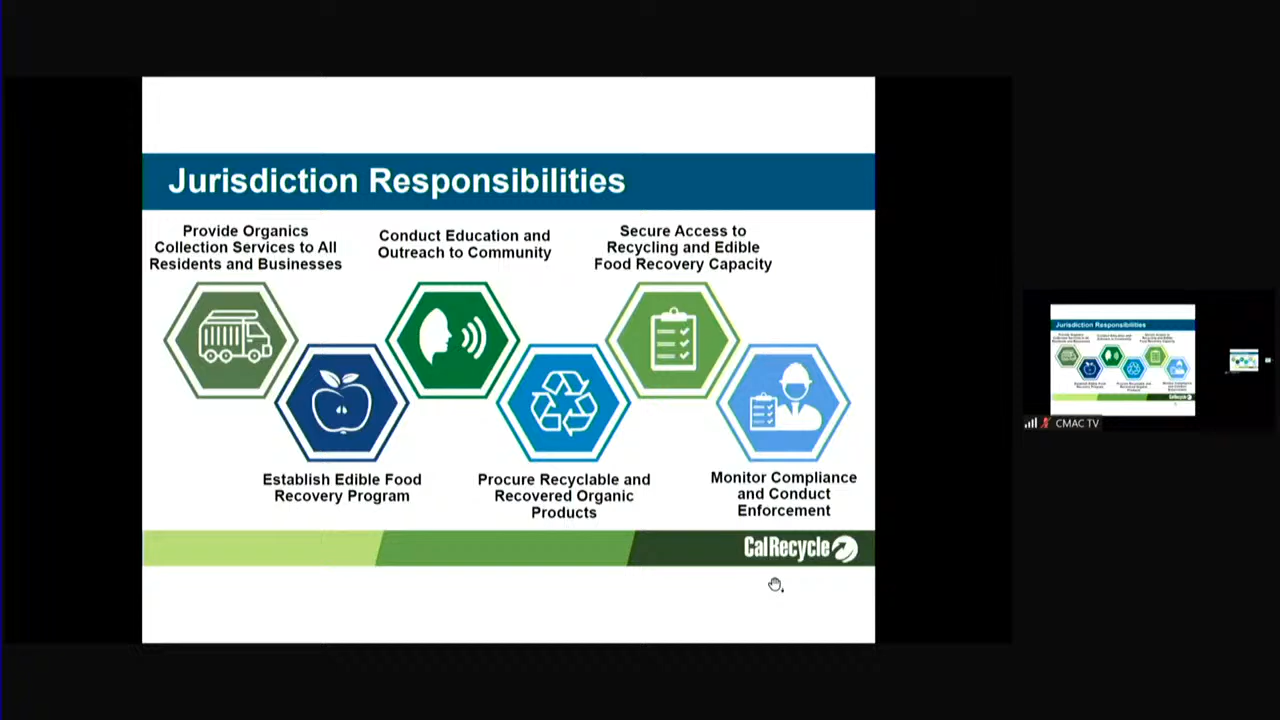 Jurisdiction Responsibilities
Provide Organics
Collection Services to All
Residents and Businesses
Conduct Education and
Outreach to Community
Secure Access to
Recycling and Edible
Food Recovery Capacity
Establish Edible Food
Recovery Program
Procure Recyclable and
Recovered Organic
Products
Monitor Compliance
and Conduct
Enforcement
CalRecycle
Jurisdiction Responsibilities
CMAC TV